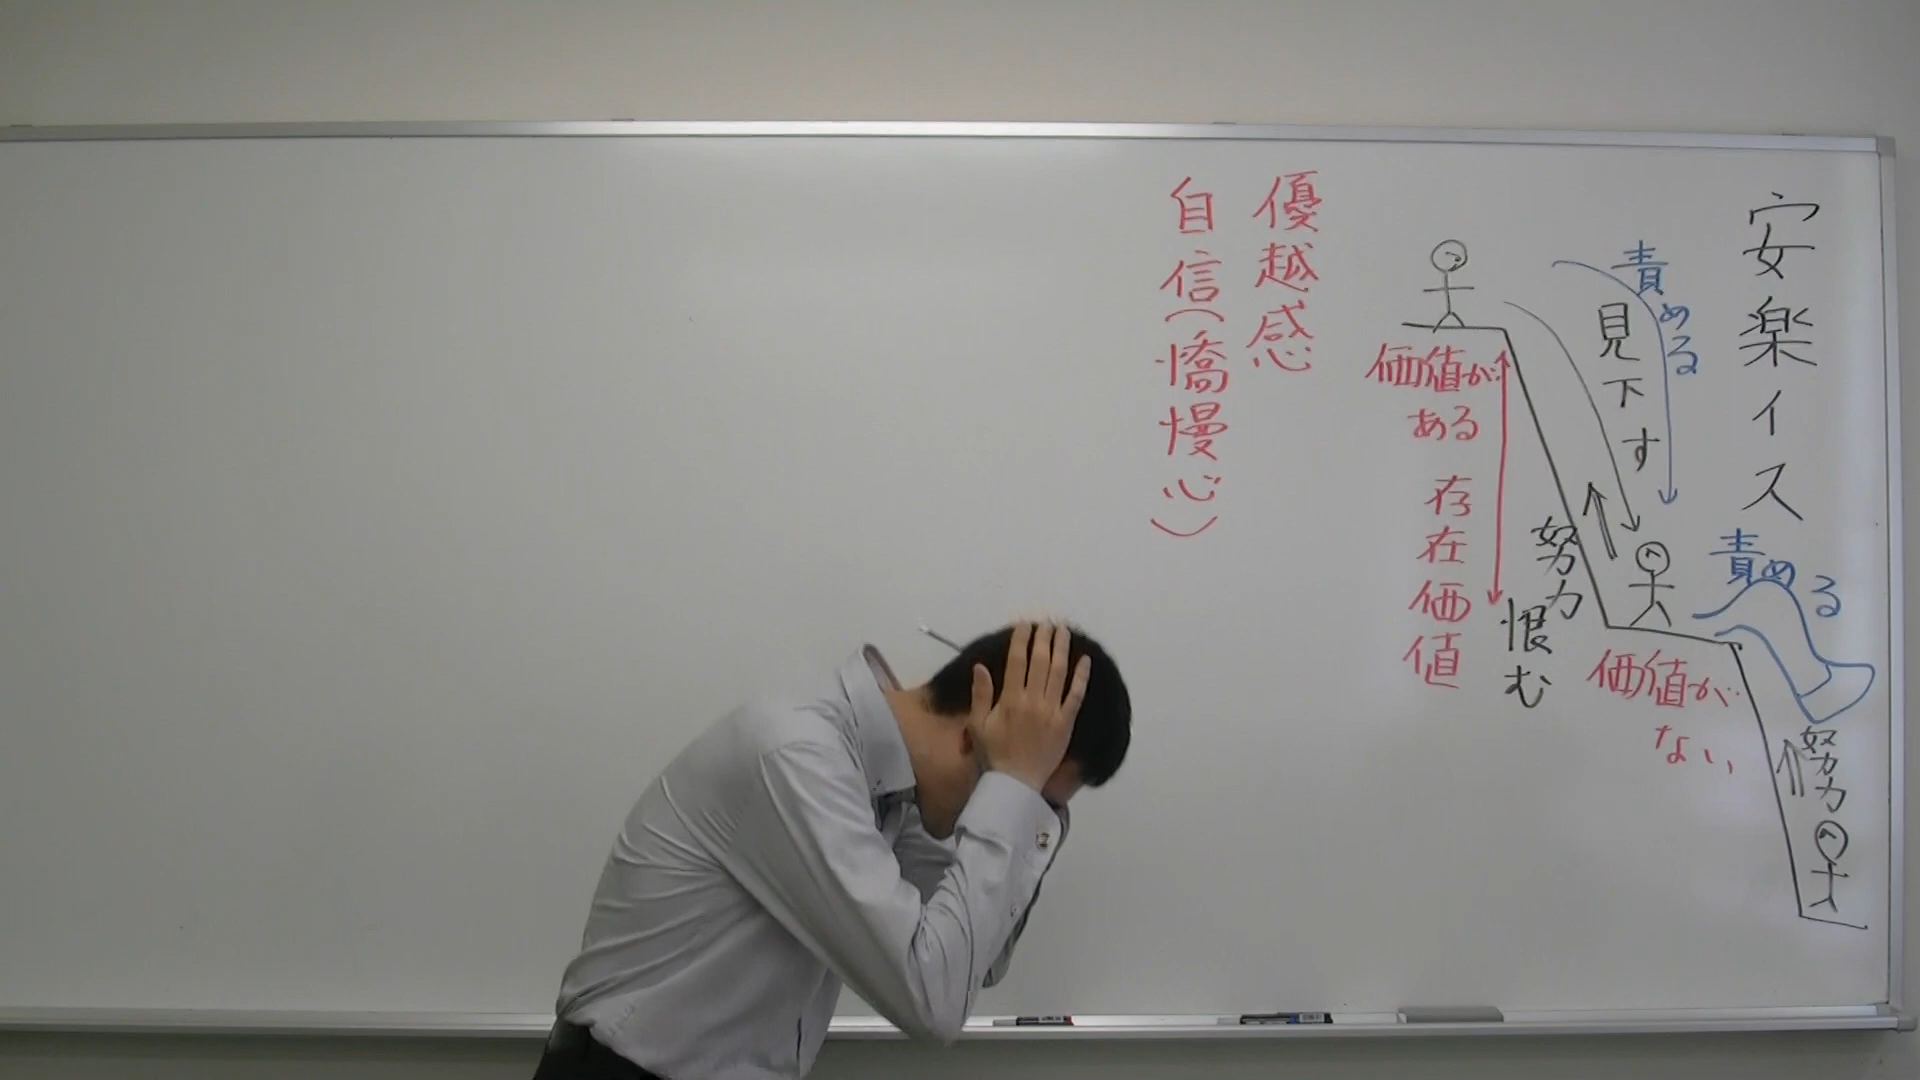 安楽イス
責める
見下す
責める
努力
努力
恨む
価値が
ある
価値が
ない
存在価値
優越感
自信(憍慢心)